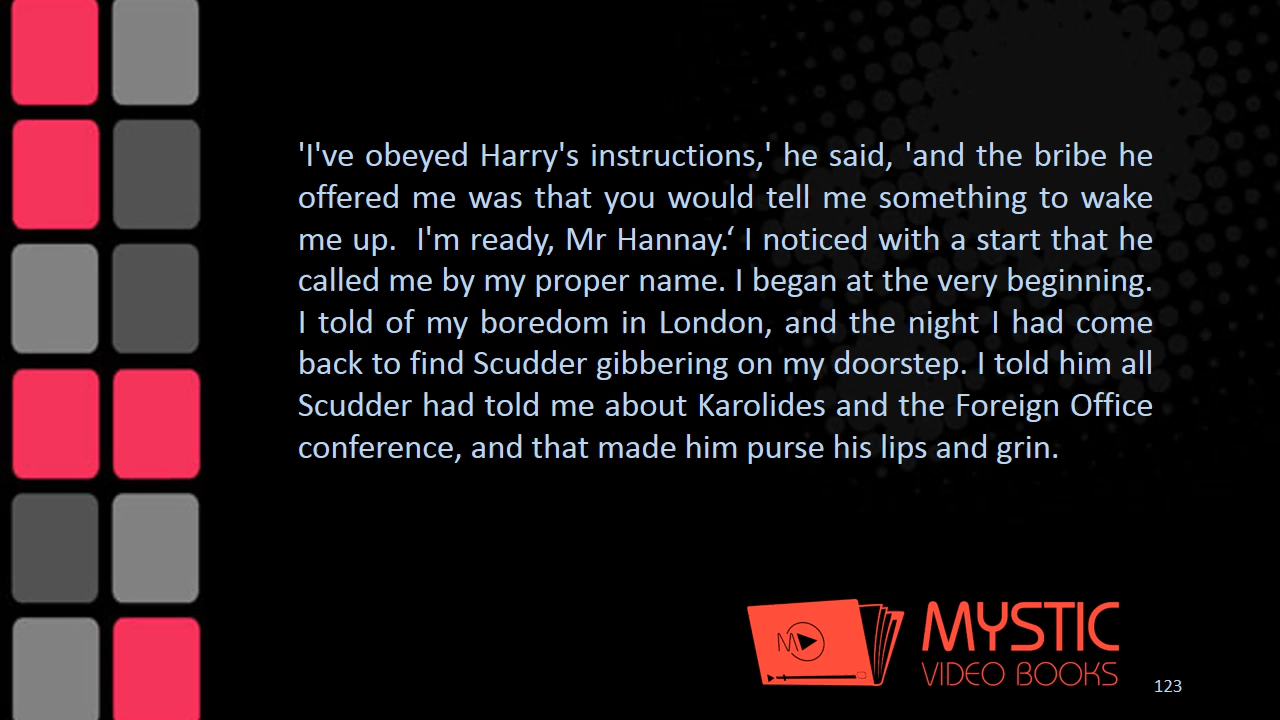 'I've obeyed Harry's instructions,' he said, 'and the bribe he
offered me was that you would tell me something to wake
me up.  I'm ready, Mr Hannay.‘ I noticed with a start that he
called me by my proper name. I began at the very beginning.
I told of my boredom in London, and the night I had come
back to find Scudder gibbering on my doorstep. I told him all
Scudder had told me about Karolides and the Foreign Office
conference, and that made him purse his lips and grin.
M
MYSTIC
VIDEO BOOKS
123